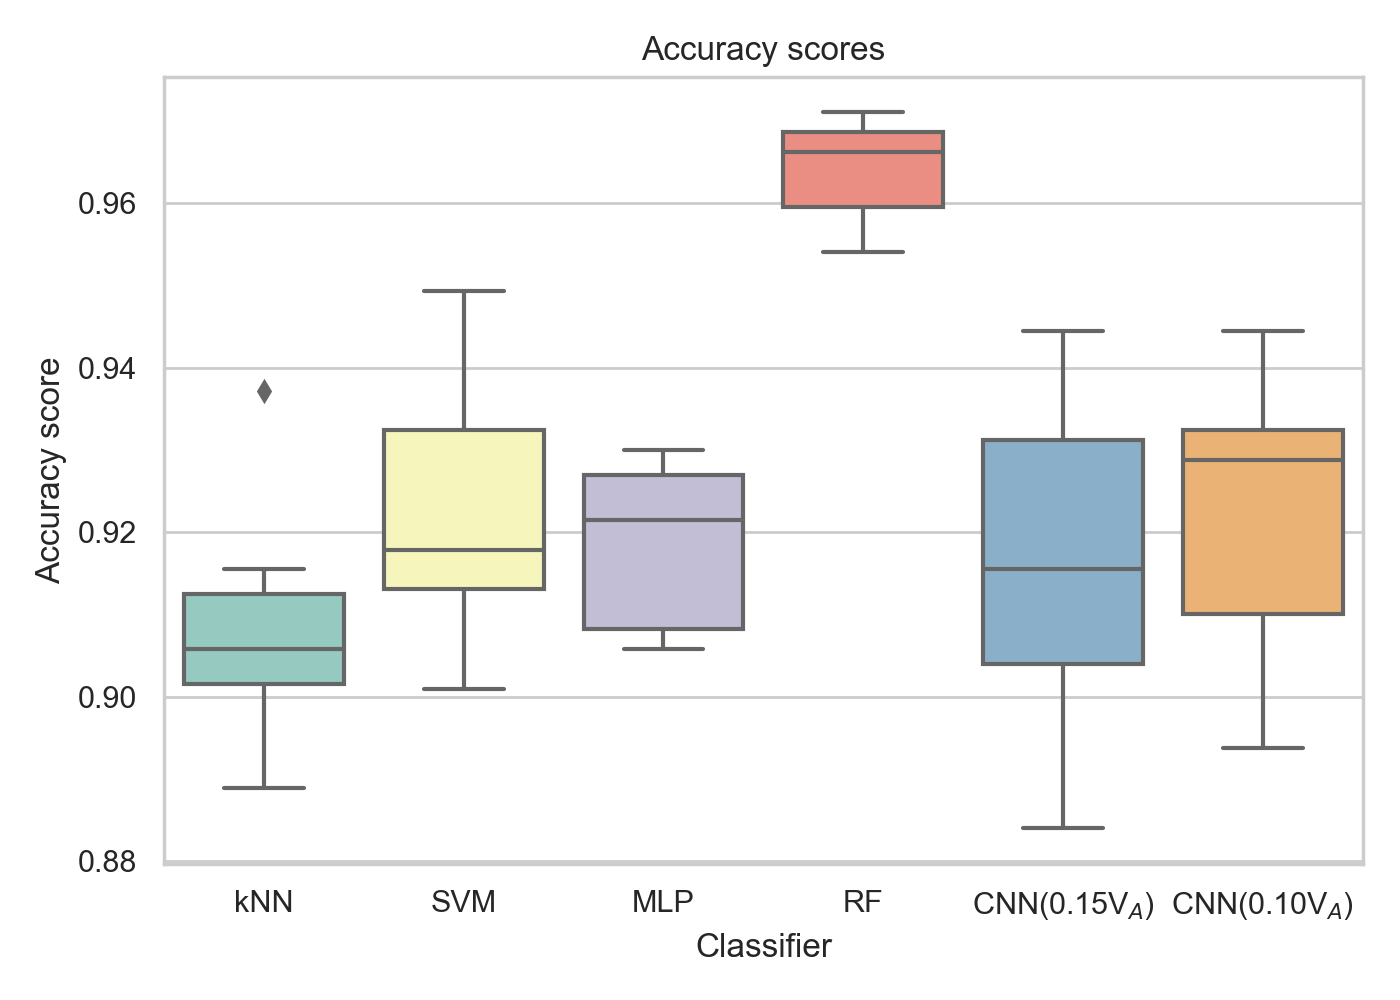 Accuracy scores
Accuracy score
0.96
0.94
0.92
0.90
0.88
kNN SVM MLP RF CNN(0.15V_A) CNN(0.10V_A)
Classifier